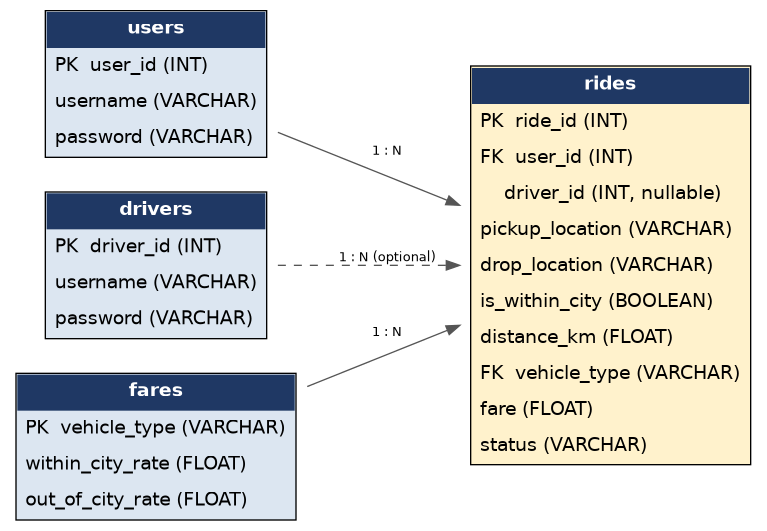 users
PK  user_id (INT)
username (VARCHAR)
password (VARCHAR)
drivers
PK  driver_id (INT)
username (VARCHAR)
password (VARCHAR)
fares
PK  vehicle_type (VARCHAR)
within_city_rate (FLOAT)
out_of_city_rate (FLOAT)
1 : N
1 : N (optional)
1 : N
rides
PK  ride_id (INT)
FK  user_id (INT)
driver_id (INT, nullable)
pickup_location (VARCHAR)
drop_location (VARCHAR)
is_within_city (BOOLEAN)
distance_km (FLOAT)
FK  vehicle_type (VARCHAR)
fare (FLOAT)
status (VARCHAR)